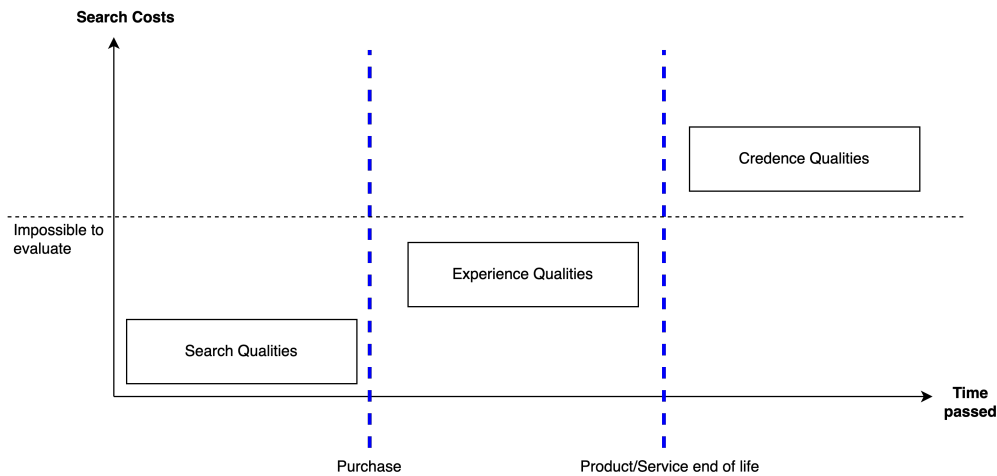 Search Costs
Credence Qualities
Impossible to
evaluate
Experience Qualities
Search Qualities
Time
passed
Purchase
Product/Service end of life